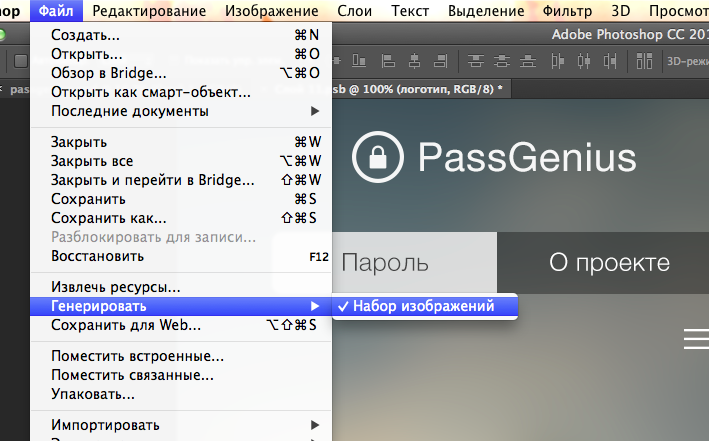 hop Файл Редактирование Изображение Слои Текст Выделение Фильтр 3D Просмот
Adobe Photoshop CC 20
3D-режи
pas
sb @ 100% (логотип, RGB/8) *
Создать... ⌘N
Открыть... ⌘O
Обзор в Bridge... ⌥⌘O
Открыть как смарт-объект...
Последние документы
Закрыть ⌘W
Закрыть все ⌥⌘W
Закрыть и перейти в Bridge... ⇧⌘W
Сохранить ⌘S
Сохранить как... ⇧⌘S
Разблокировать для записи...
Восстановить F12
Извлечь ресурсы...
Генерировать
✓ Набор изображений
Сохранить для Web... ⌥⇧⌘S
Поместить встроенные...
Поместить связанные...
Упаковать...
Импортировать
PassGenius
Пароль
О проекте